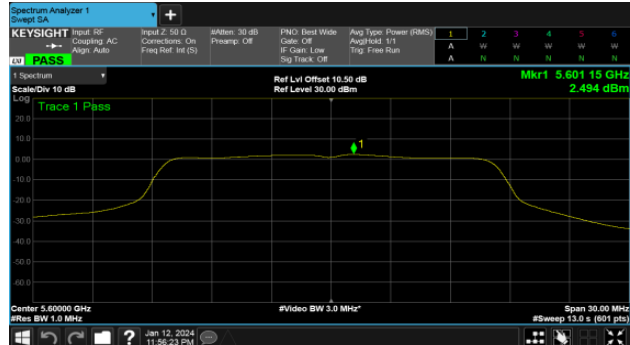 Spectrum Analyzer 1
Swept SA
+
KEYSIGHT Input: RF Input Z: 50 Ω #Atten: 30 dB PNO: Best Wide Avg Type: Power (RMS) 1 2 3 4 5 6
Coupling: AC Corrections: On Preamp: Off Gate: Off Avg|Hold: 1/1 A W W W W W
Align: Auto Freq Ref: Int (S) IF Gain: Low Trig: Free Run
Sig Track: Off A N N N N N
LXI PASS
1 Spectrum Ref Lvl Offset 10.50 dB Mkr1 5.601 15 GHz
Scale/Div 10 dB Ref Level 30.00 dBm 2.494 dBm
Log Trace 1 Pass
20.0
10.0
1
0.00
-10.0
-20.0
-30.0
-40.0
-50.0
-60.0
Center 5.60000 GHz #Video BW 3.0 MHz* Span 30.00 MHz
#Res BW 1.0 MHz #Sweep 13.0 s (601 pts)
? Jan 12, 2024
11:56:23 PM